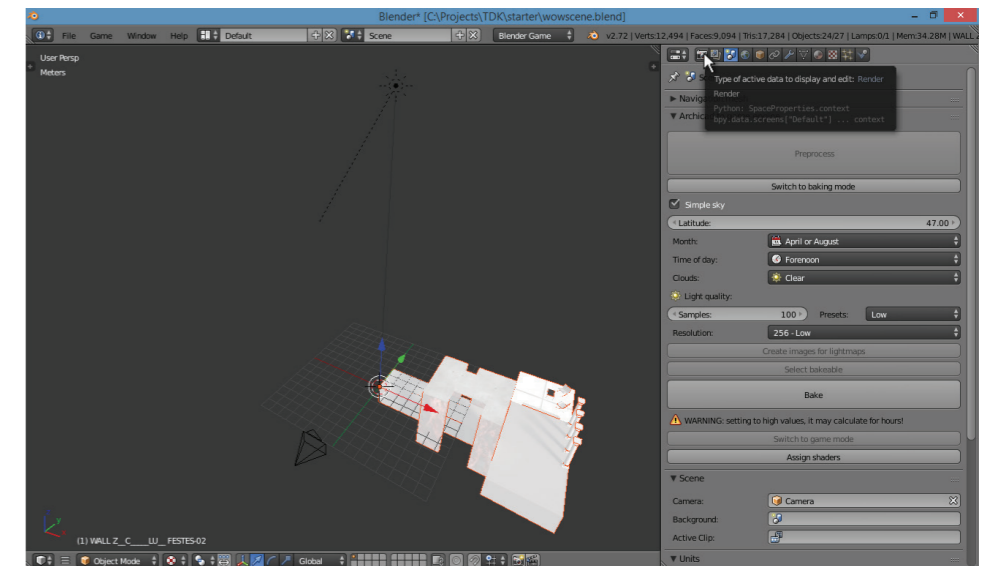 Blender* [C:\Projects\TDK\starter\wowscene.blend]
File Game Window Help Default Scene Blender Game v2.72 | Verts:12,494 | Faces:9,094 | Tris:17,284 | Objects:24/27 | Lamps:0/1 | Mem:34.28M | WALL
User Persp
Meters
Type of active data to display and edit: Render
Render
Python: SpaceProperties.context
bpy.data.screens["Default"] ... context
Preprocess
Switch to baking mode
Simple sky
Latitude: 47.00
Month: April or August
Time of day: Forenoon
Clouds: Clear
Light quality:
Samples: 100 Presets: Low
Resolution: 256 - Low
Create images for lightmaps
Select bakeable
Bake
WARNING: setting to high values, it may calculate for hours!
Switch to game mode
Assign shaders
Scene
Camera: Camera
Background:
Active Clip:
Units
(1) WALL Z_C____UJ__ FESTES-02
Object Mode Global